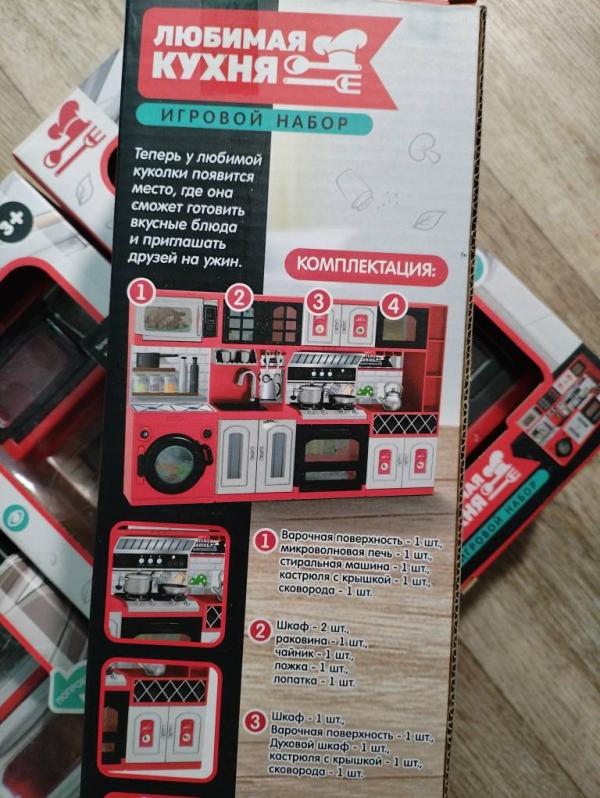 ЛЮБИМАЯ
КУХНЯ
ИГРОВОЙ НАБОР
Теперь у любимой
куколки появится
место, где она
сможет готовить
вкусные блюда
и приглашать
друзей на ужин.
КОМПЛЕКТАЦИЯ:
1
2
3
4
1 Варочная поверхность - 1 шт.,
микроволновая печь - 1 шт.,
стиральная машина - 1 шт.,
кастрюля с крышкой - 1 шт.,
сковорода - 1 шт.
2 Шкаф - 2 шт.,
раковина - 1 шт.,
чайник - 1 шт.,
ложка - 1 шт.,
лопатка - 1 шт.
3 Шкаф - 1 шт.,
Варочная поверхность - 1 шт.,
Духовой шкаф - 1 шт.,
кастрюля с крышкой - 1 шт.,
сковорода - 1 шт.
3+
ИГРОВОЙ НАБОР